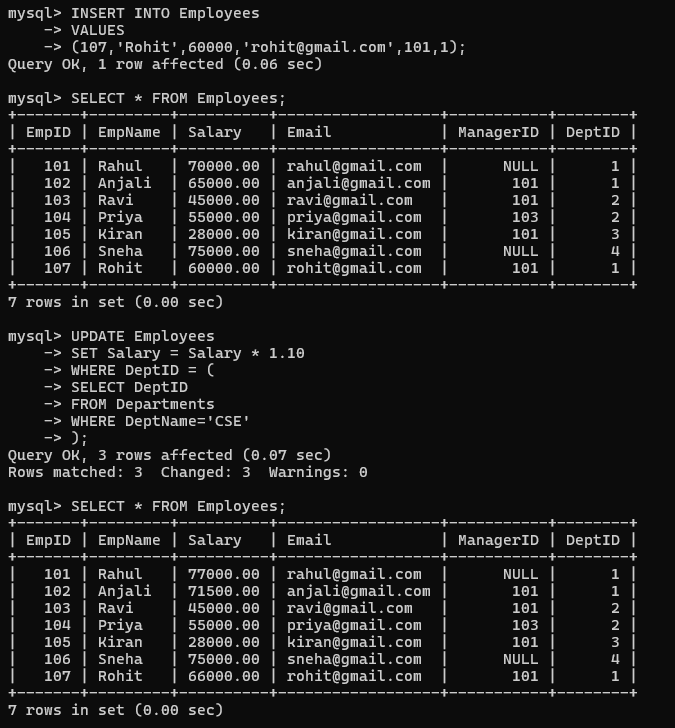 mysql> INSERT INTO Employees
    -> VALUES
    -> (107,'Rohit',60000,'rohit@gmail.com',101,1);
Query OK, 1 row affected (0.06 sec)

mysql> SELECT * FROM Employees;
+-------+---------+----------+------------------+-----------+--------+
| EmpID | EmpName | Salary   | Email            | ManagerID | DeptID |
+-------+---------+----------+------------------+-----------+--------+
|   101 | Rahul   | 70000.00 | rahul@gmail.com  |      NULL |      1 |
|   102 | Anjali  | 65000.00 | anjali@gmail.com |       101 |      1 |
|   103 | Ravi    | 45000.00 | ravi@gmail.com   |       101 |      2 |
|   104 | Priya   | 55000.00 | priya@gmail.com  |       103 |      2 |
|   105 | Kiran   | 28000.00 | kiran@gmail.com  |       101 |      3 |
|   106 | Sneha   | 75000.00 | sneha@gmail.com  |      NULL |      4 |
|   107 | Rohit   | 60000.00 | rohit@gmail.com  |       101 |      1 |
+-------+---------+----------+------------------+-----------+--------+
7 rows in set (0.00 sec)

mysql> UPDATE Employees
    -> SET Salary = Salary * 1.10
    -> WHERE DeptID = (
    -> SELECT DeptID
    -> FROM Departments
    -> WHERE DeptName='CSE'
    -> );
Query OK, 3 rows affected (0.07 sec)
Rows matched: 3  Changed: 3  Warnings: 0

mysql> SELECT * FROM Employees;
+-------+---------+----------+------------------+-----------+--------+
| EmpID | EmpName | Salary   | Email            | ManagerID | DeptID |
+-------+---------+----------+------------------+-----------+--------+
|   101 | Rahul   | 77000.00 | rahul@gmail.com  |      NULL |      1 |
|   102 | Anjali  | 71500.00 | anjali@gmail.com |       101 |      1 |
|   103 | Ravi    | 45000.00 | ravi@gmail.com   |       101 |      2 |
|   104 | Priya   | 55000.00 | priya@gmail.com  |       103 |      2 |
|   105 | Kiran   | 28000.00 | kiran@gmail.com  |       101 |      3 |
|   106 | Sneha   | 75000.00 | sneha@gmail.com  |      NULL |      4 |
|   107 | Rohit   | 66000.00 | rohit@gmail.com  |       101 |      1 |
+-------+---------+----------+------------------+-----------+--------+
7 rows in set (0.00 sec)